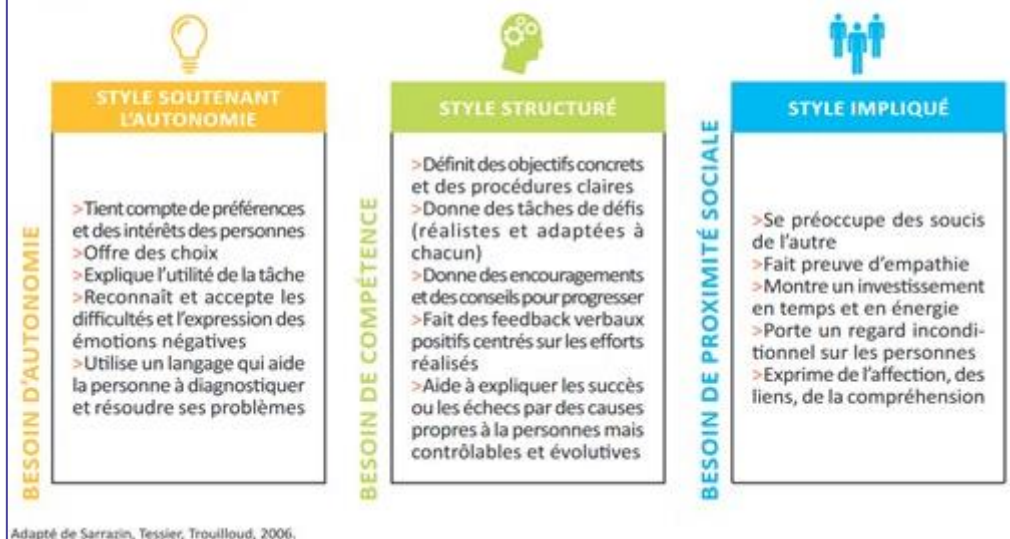 STYLE SOUTENANT
L'AUTONOMIE
BESOIN D'AUTONOMIE
>Tient compte de préférences
et des intérêts des personnes
>Offre des choix
>Explique l'utilité de la tâche
>Reconnaît et accepte les
difficultés et l'expression des
émotions négatives
>Utilise un langage qui aide
la personne à diagnostiquer
et résoudre ses problèmes
STYLE STRUCTURÉ
BESOIN DE COMPÉTENCE
>Définit des objectifs concrets
et des procédures claires
>Donne des tâches de défis
(réalistes et adaptées à
chacun)
>Donne des encouragements
et des conseils pour progresser
>Fait des feedback verbaux
positifs centrés sur les efforts
réalisés
>Aide à expliquer les succès
ou les échecs par des causes
propres à la personnes mais
contrôlables et évolutives
STYLE IMPLIQUÉ
BESOIN DE PROXIMITÉ SOCIALE
>Se préoccupe des soucis
de l'autre
>Fait preuve d'empathie
>Montre un investissement
en temps et en énergie
>Porte un regard incondi-
tionnel sur les personnes
>Exprime de l'affection, des
liens, de la compréhension
Adapté de Sarrazin, Tessier, Trouilloud, 2006.